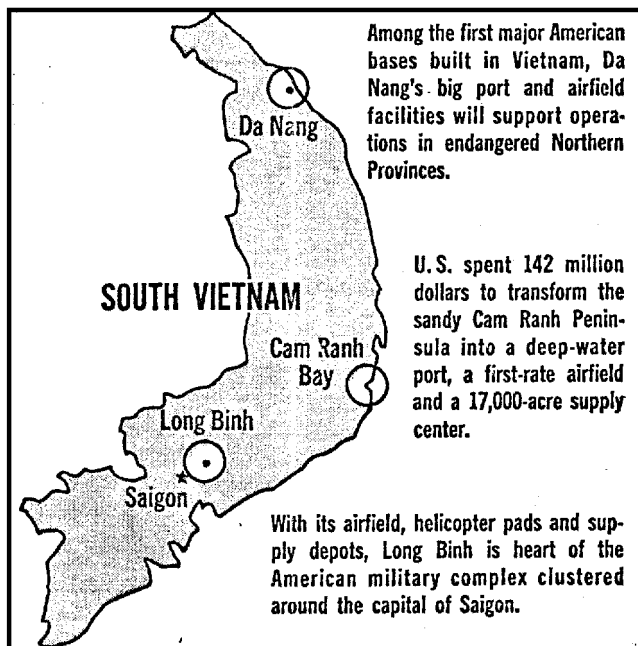 Among the first major American
bases built in Vietnam, Da
Nang's big port and airfield
facilities will support opera-
tions in endangered Northern
Provinces.
Da Nang
U.S. spent 142 million
dollars to transform the
sandy Cam Ranh Penin-
sula into a deep-water
port, a first-rate airfield
and a 17,000-acre supply
center.
SOUTH VIETNAM
Cam Ranh
Bay
Long Binh
Saigon
With its airfield, helicopter pads and sup-
ply depots, Long Binh is heart of the
American military complex clustered
around the capital of Saigon.